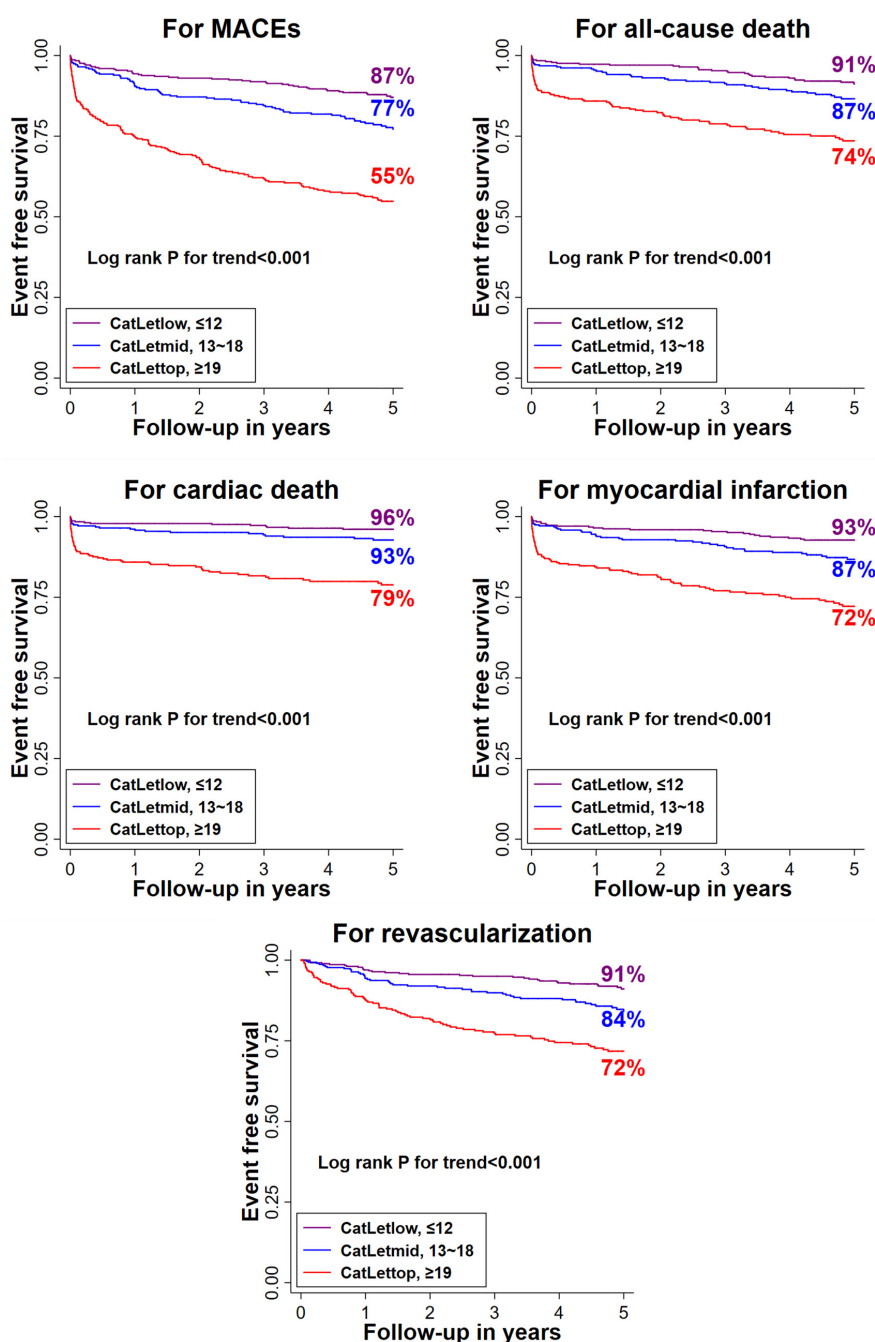 For MACEs
Event free survival
1.00
0.75
0.50
0.25
0.00
87%
77%
55%
Log rank P for trend<0.001
CatLetlow, ≤12
CatLetmid, 13~18
CatLettop, ≥19
0 1 2 3 4 5
Follow-up in years
For all-cause death
Event free survival
1.00
0.75
0.50
0.25
0.00
91%
87%
74%
Log rank P for trend<0.001
CatLetlow, ≤12
CatLetmid, 13~18
CatLettop, ≥19
0 1 2 3 4 5
Follow-up in years
For cardiac death
Event free survival
1.00
0.75
0.50
0.25
0.00
96%
93%
79%
Log rank P for trend<0.001
CatLetlow, ≤12
CatLetmid, 13~18
CatLettop, ≥19
0 1 2 3 4 5
Follow-up in years
For myocardial infarction
Event free survival
1.00
0.75
0.50
0.25
0.00
93%
87%
72%
Log rank P for trend<0.001
CatLetlow, ≤12
CatLetmid, 13~18
CatLettop, ≥19
0 1 2 3 4 5
Follow-up in years
For revascularization
Event free survival
1.00
0.75
0.50
0.25
0.00
91%
84%
72%
Log rank P for trend<0.001
CatLetlow, ≤12
CatLetmid, 13~18
CatLettop, ≥19
0 1 2 3 4 5
Follow-up in years